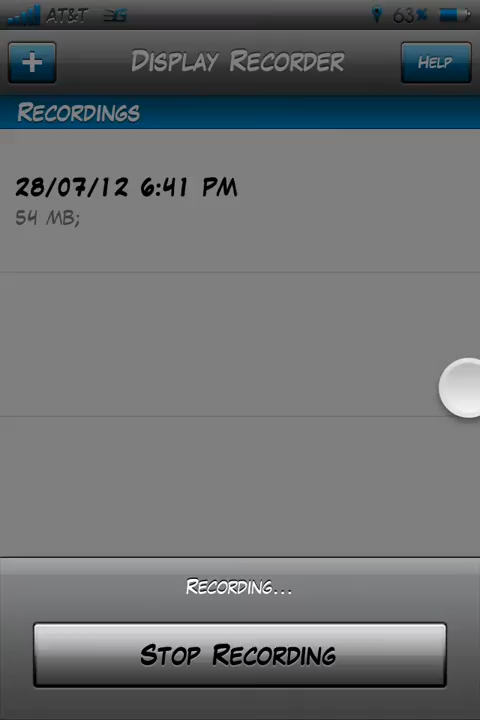 AT&T 3G 63%
+ Display Recorder Help
Recordings
28/07/12 6:41 PM
54 MB;
Recording...
Stop Recording